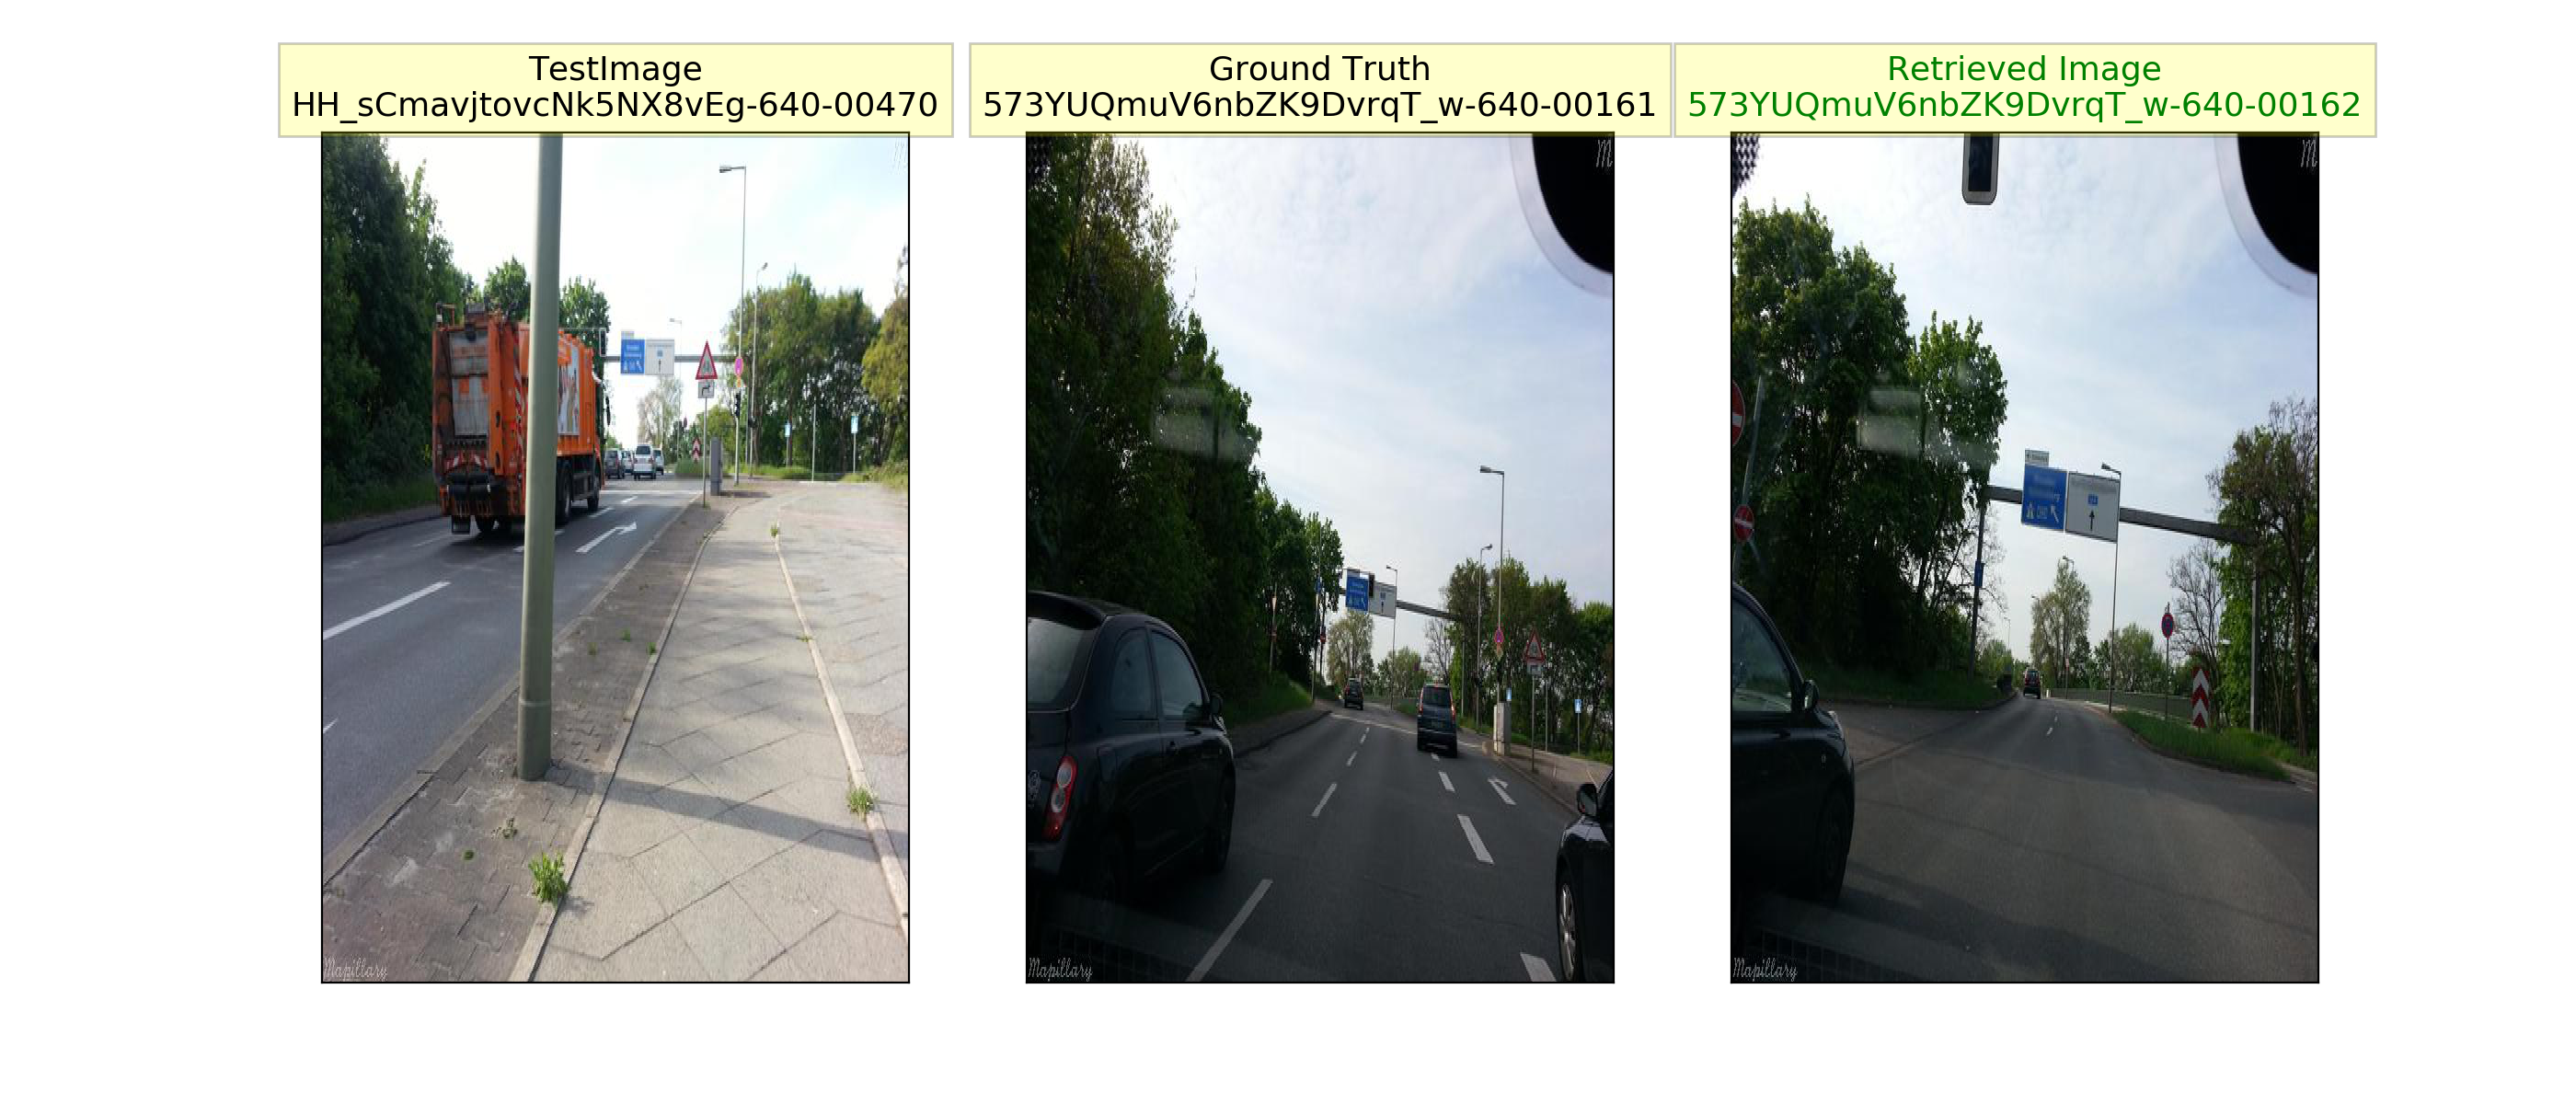 TestImage
HH_sCmavjtovcNk5NX8vEg-640-00470
Ground Truth
573YUQmuV6nbZK9DvrqT_w-640-00161
Retrieved Image
573YUQmuV6nbZK9DvrqT_w-640-00162
M
M
M
Mapillary
Mapillary
Mapillary